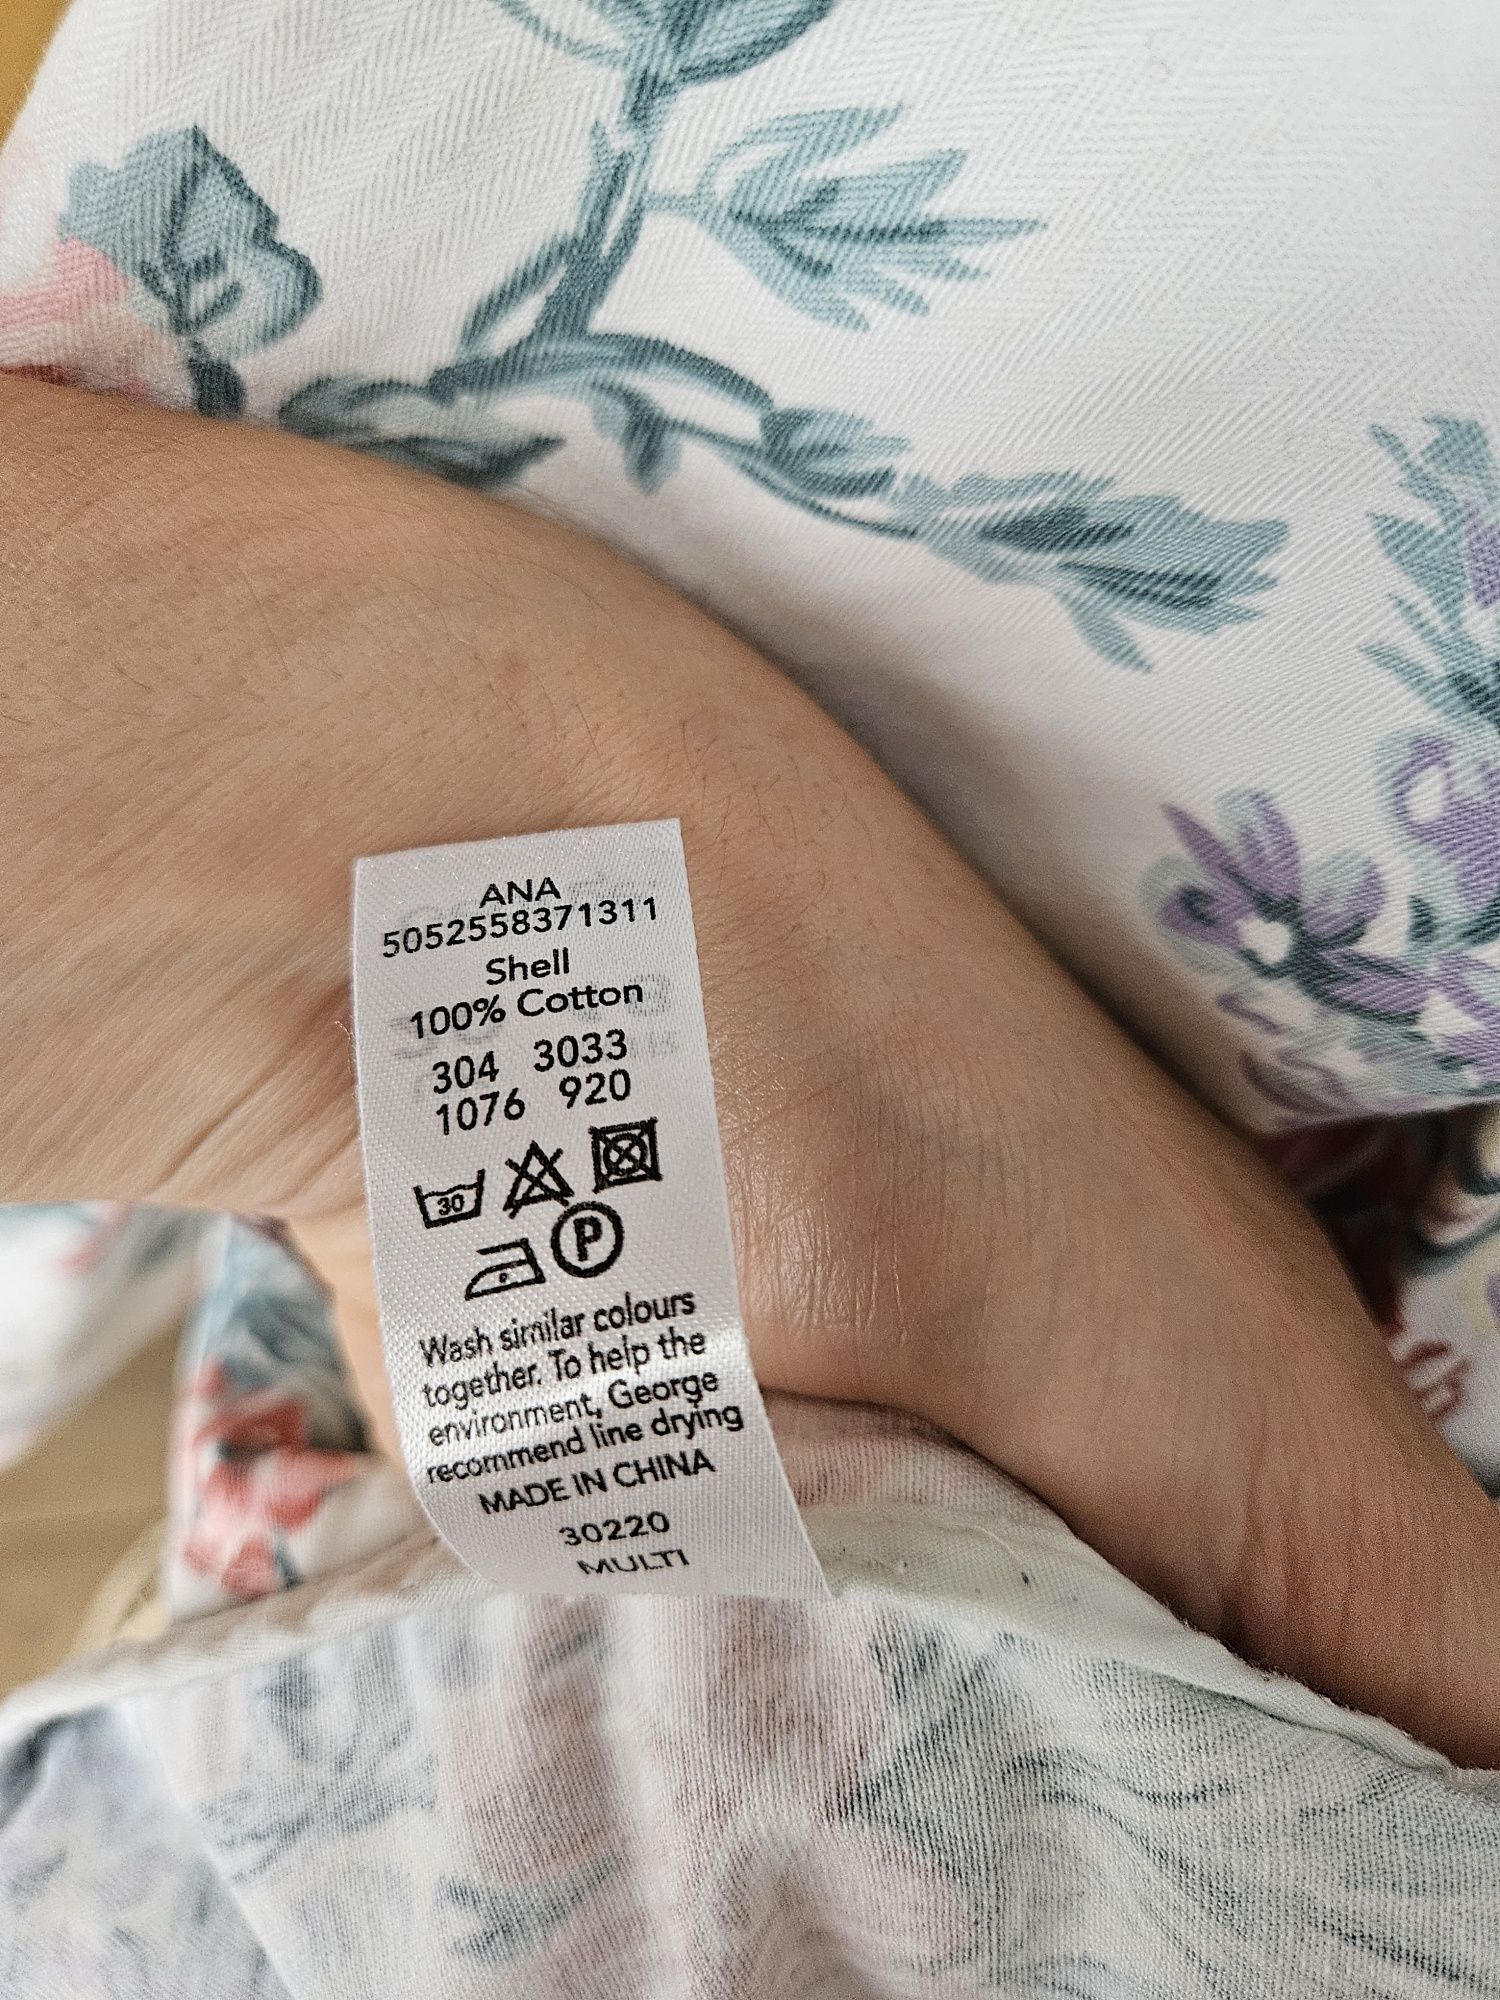 ANA
5052558371311
Shell
100% Cotton
304 3033
1076 920
30
P
Wash similar colours
together. To help the
environment, George
recommend line drying
MADE IN CHINA
30220
MULTI